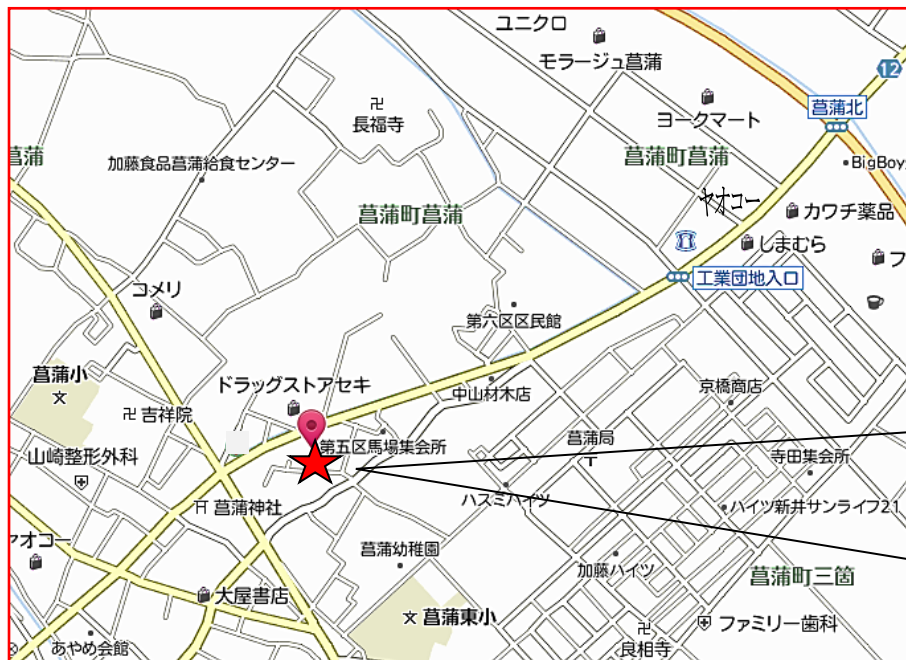 ユニクロ
モラージュ菖蒲
12
菖蒲北
ヨークマート
卍
長福寺
菖蒲
加藤食品菖蒲給食センター
菖蒲町菖蒲
BigBoy
ヤオコー
カワチ薬品
菖蒲町菖蒲
しまむら
フ
工業団地入口
コメリ
第六区区民館
菖蒲小
文
ドラッグストアセキ
中山材木店
京橋商店
卍 吉祥院
第五区馬場集会所
菖蒲局
〒
山崎整形外科
寺田集会所
ハスミハイツ
ハイツ新井サンライフ21
菖蒲神社
菖蒲幼稚園
加藤ハイツ
菖蒲町三箇
ヤオコー
大屋書店
文 菖蒲東小
ファミリー歯科
卍
良相寺
あやめ会館